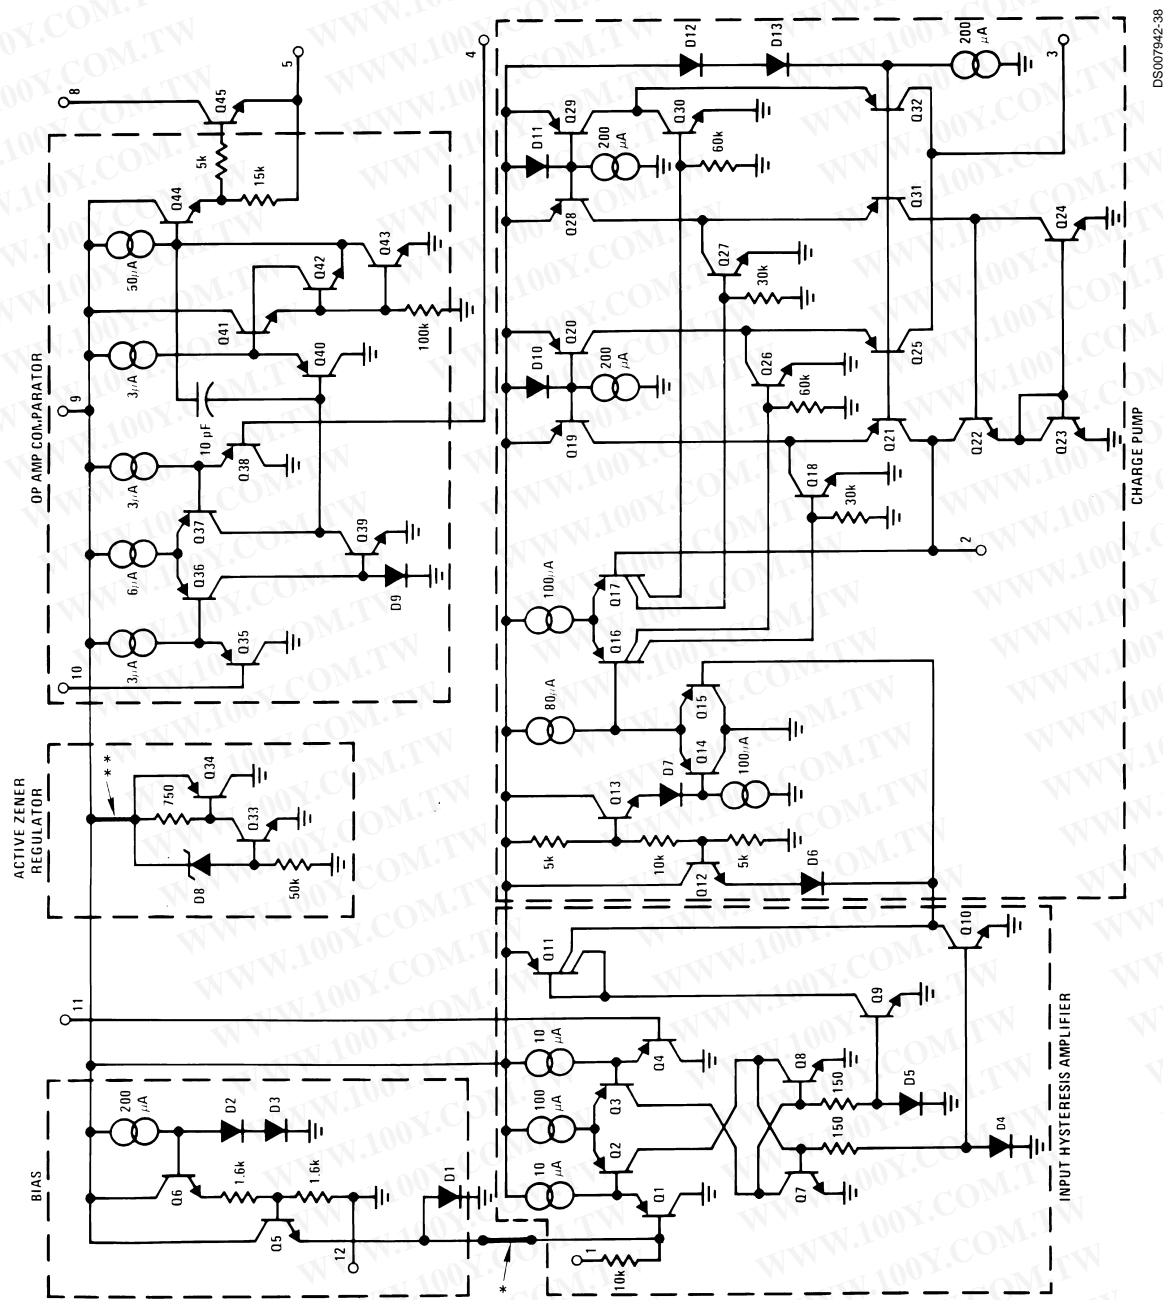 DS007942-38
OP AMP COMPARATOR
8
5
4
9
10
Q45
5k
15k
Q44
50µA
Q43
Q42
Q41
3µA
Q40
100k
10 pF
3µA
Q38
Q37
6µA
Q36
Q39
D9
3µA
Q35
ACTIVE ZENER
REGULATOR
* *
750
Q34
Q33
D8
50k
11
BIAS
200
µA
D2
D3
Q6
1.6k
1.6k
Q5
12
D1
*
CHARGE PUMP
D12
D13
200
µA
3
Q29
D11
Q30
200
µA
60k
Q32
Q28
Q27
30k
Q31
Q24
Q20
D10
200
µA
Q26
60k
Q25
Q19
Q18
30k
Q21
Q22
Q23
2
100µA
Q17
Q16
80µA
Q15
Q14
D7
100µA
Q13
5k
10k
5k
Q12
D6
INPUT HYSTERESIS AMPLIFIER
Q11
Q10
Q9
10
µA
Q4
100
µA
Q3
Q2
10
µA
Q1
Q8
150
D5
150
D4
Q7
1
10k
WWW.100Y.COM.TW